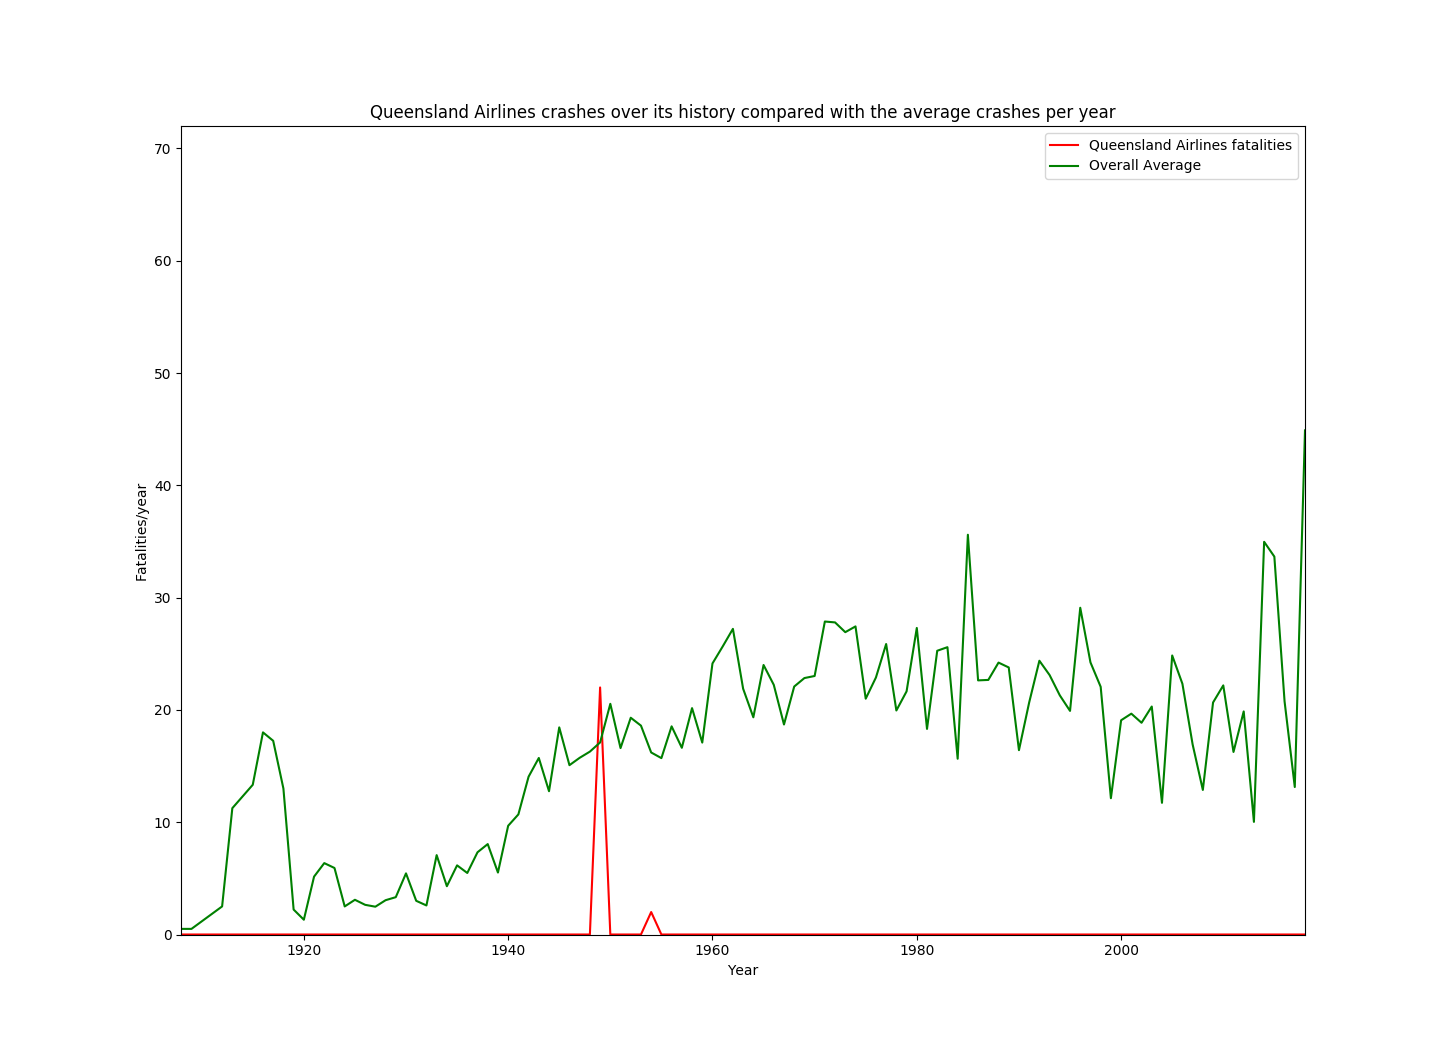 Queensland Airlines crashes over its history compared with the average crashes per year
Queensland Airlines fatalities
Overall Average
70
60
50
40
30
20
10
0
Fatalities/year
1920 1940 1960 1980 2000
Year